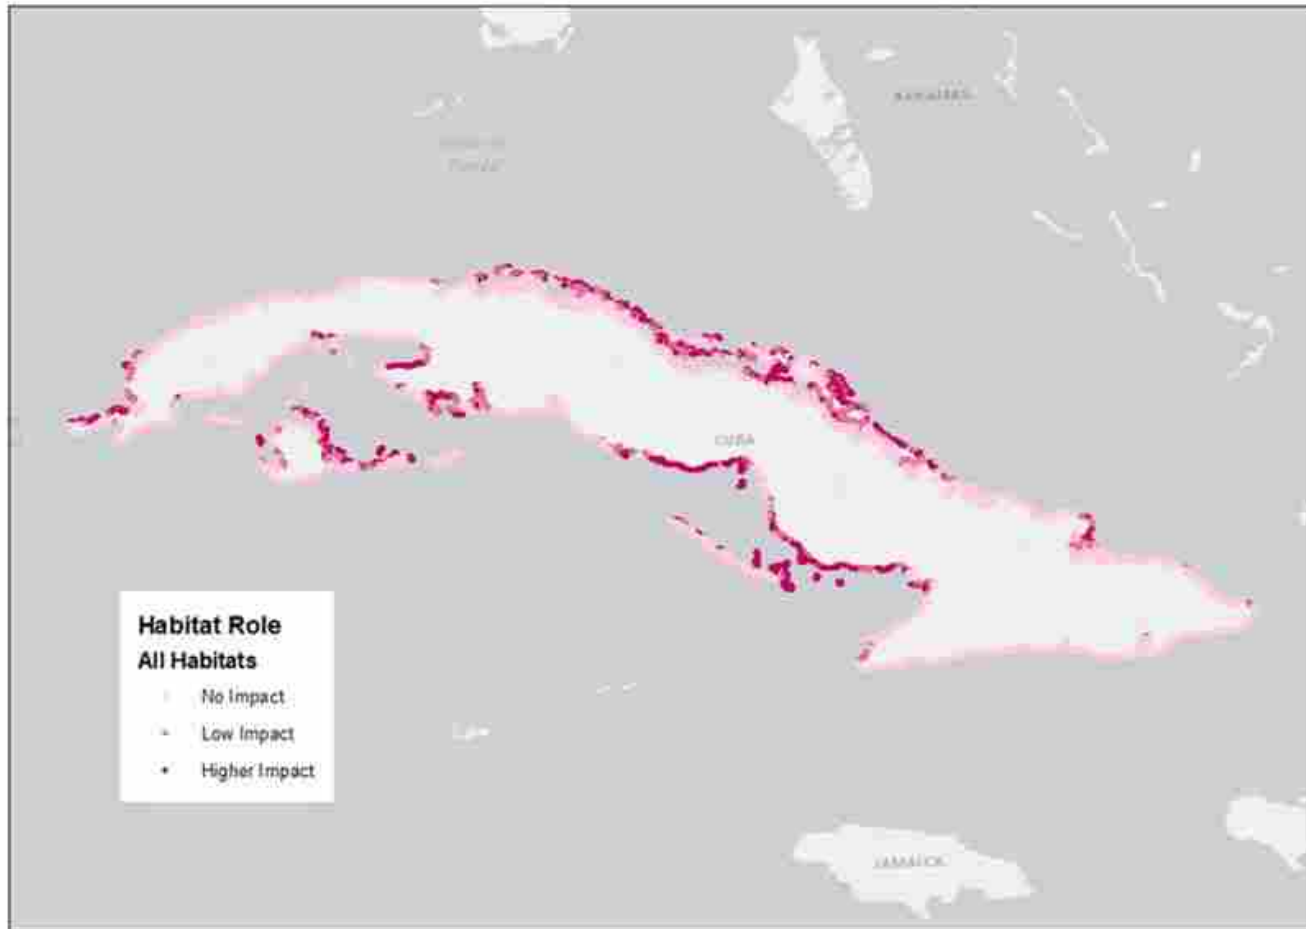 BAHAMAS
CUBA
Habitat Role
All Habitats
No Impact
Low Impact
Higher Impact
JAMAICA